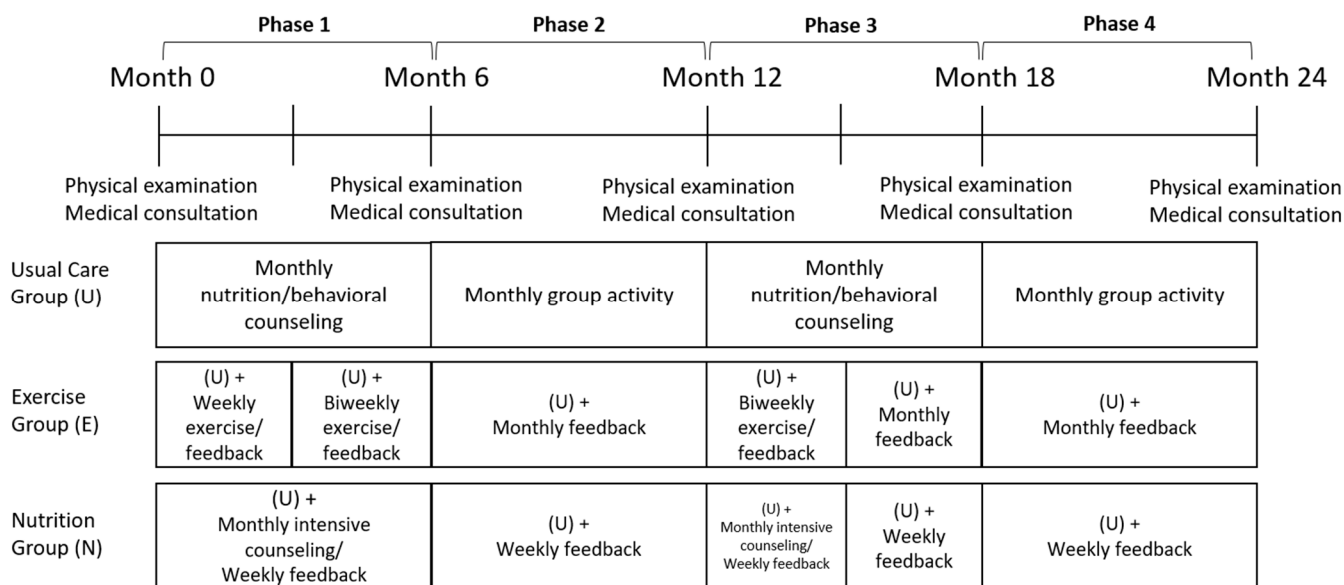 Phase 1
Phase 2
Phase 3
Phase 4
Month 0
Month 6
Month 12
Month 18
Month 24
Physical examination
Medical consultation
Physical examination
Medical consultation
Physical examination
Medical consultation
Physical examination
Medical consultation
Physical examination
Medical consultation
Usual Care
Group (U)
Monthly
nutrition/behavioral
counseling
Monthly group activity
Monthly
nutrition/behavioral
counseling
Monthly group activity
Exercise
Group (E)
(U) +
Weekly
exercise/
feedback
(U) +
Biweekly
exercise/
feedback
(U) +
Monthly feedback
(U) +
Biweekly
exercise/
feedback
(U) +
Monthly
feedback
(U) +
Monthly feedback
Nutrition
Group (N)
(U) +
Monthly intensive
counseling/
Weekly feedback
(U) +
Weekly feedback
(U) +
Monthly intensive
counseling/
Weekly feedback
(U) +
Weekly
feedback
(U) +
Weekly feedback